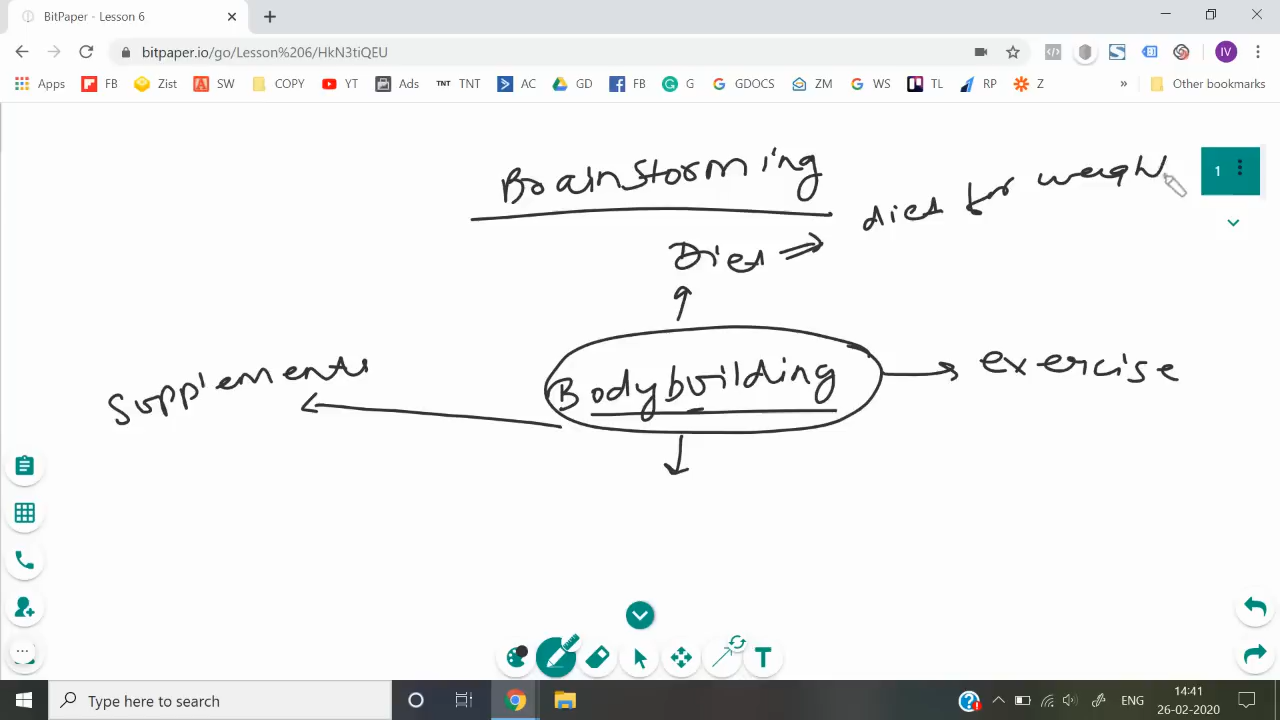 BitPaper - Lesson 6
bitpaper.io/go/Lesson%206/HkN3tiQEU
IV
Apps FB Zist SW COPY YT Ads TNT TNT AC GD FB G GDOCS ZM WS TL RP Z » Other bookmarks
Brainstorming
1
diet for weight
Diet
Bodybuilding
exercise
Supplements
T
Type here to search
ENG
14:41
26-02-2020